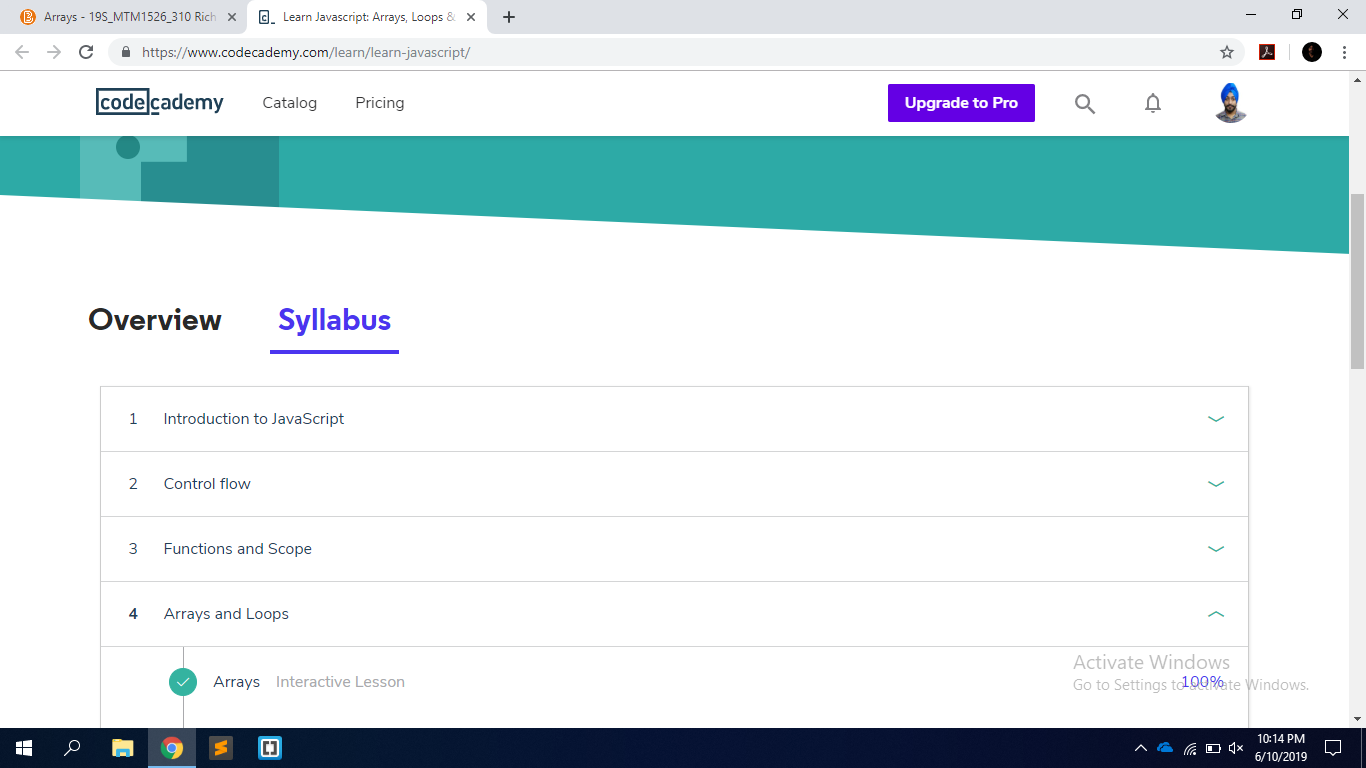 Arrays - 19S_MTM1526_310 Rich
Learn Javascript: Arrays, Loops &
https://www.codecademy.com/learn/learn-javascript/
codecademy
Catalog
Pricing
Upgrade to Pro
Overview
Syllabus
1 Introduction to JavaScript
2 Control flow
3 Functions and Scope
4 Arrays and Loops
Arrays Interactive Lesson 100%
Activate Windows
Go to Settings to activate Windows.
10:14 PM
6/10/2019